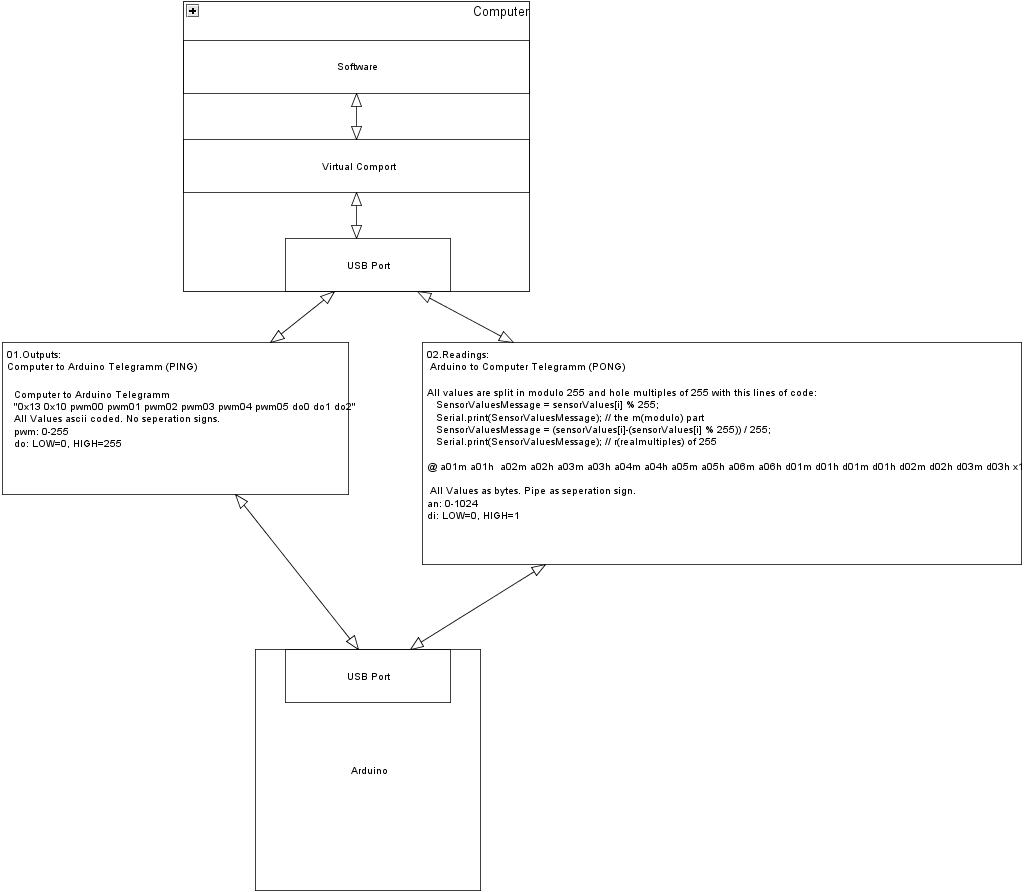 Computer
Software
Virtual Comport
USB Port
01.Outputs:
Computer to Arduino Telegramm (PING)
Computer to Arduino Telegramm
"0x13 0x10 pwm00 pwm01 pwm02 pwm03 pwm04 pwm05 do0 do1 do2"
All Values ascii coded. No seperation signs.
pwm: 0-255
do: LOW=0, HIGH=255
02.Readings:
Arduino to Computer Telegramm (PONG)
All values are split in modulo 255 and hole multiples of 255 with this lines of code:
SensorValuesMessage = sensorValues[i] % 255;
Serial.print(SensorValuesMessage); // the m(modulo) part
SensorValuesMessage = (sensorValues[i]-(sensorValues[i] % 255)) / 255;
Serial.print(SensorValuesMessage); // r(realmultiples) of 255
@ a01m a01h  a02m a02h a03m a03h a04m a04h a05m a05h a06m a06h d01m d01h d01m d01h d02m d02h d03m d03h x1
All Values as bytes. Pipe as seperation sign.
an: 0-1024
di: LOW=0, HIGH=1
USB Port
Arduino